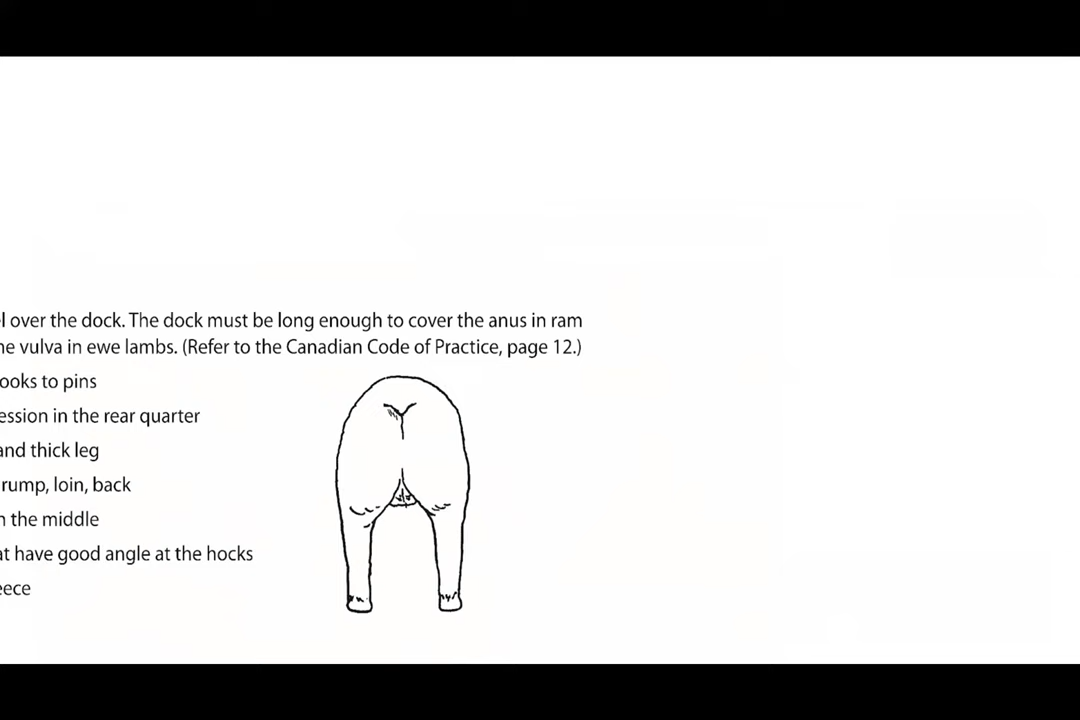 l over the dock. The dock must be long enough to cover the anus in ram
he vulva in ewe lambs. (Refer to the Canadian Code of Practice, page 12.)
ooks to pins
ession in the rear quarter
and thick leg
rump, loin, back
n the middle
at have good angle at the hocks
eece